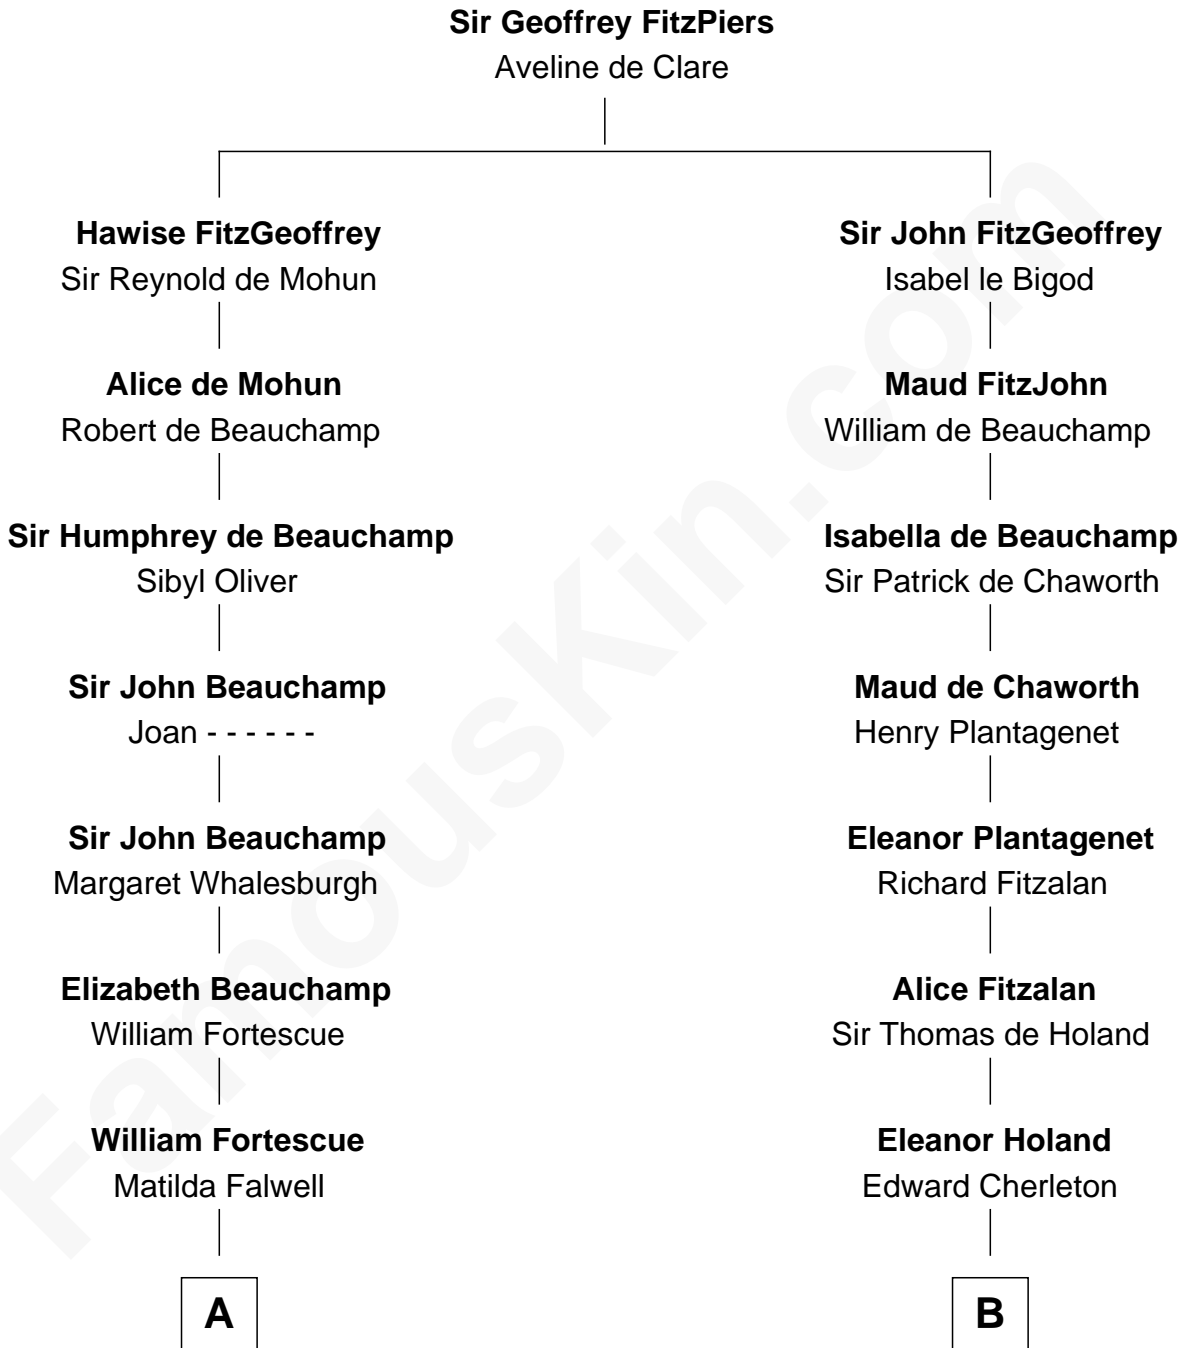 Sir Geoffrey FitzPiers
Aveline de Clare
Hawise FitzGeoffrey
Sir Reynold de Mohun
Sir John FitzGeoffrey
Isabel le Bigod
Alice de Mohun
Robert de Beauchamp
Maud FitzJohn
William de Beauchamp
Sir Humphrey de Beauchamp
Sibyl Oliver
Isabella de Beauchamp
Sir Patrick de Chaworth
Sir John Beauchamp
Joan - - - - - -
Maud de Chaworth
Henry Plantagenet
Sir John Beauchamp
Margaret Whalesburgh
Eleanor Plantagenet
Richard Fitzalan
Elizabeth Beauchamp
William Fortescue
Alice Fitzalan
Sir Thomas de Holand
William Fortescue
Matilda Falwell
Eleanor Holand
Edward Cherleton
A
B
FamousKin.com